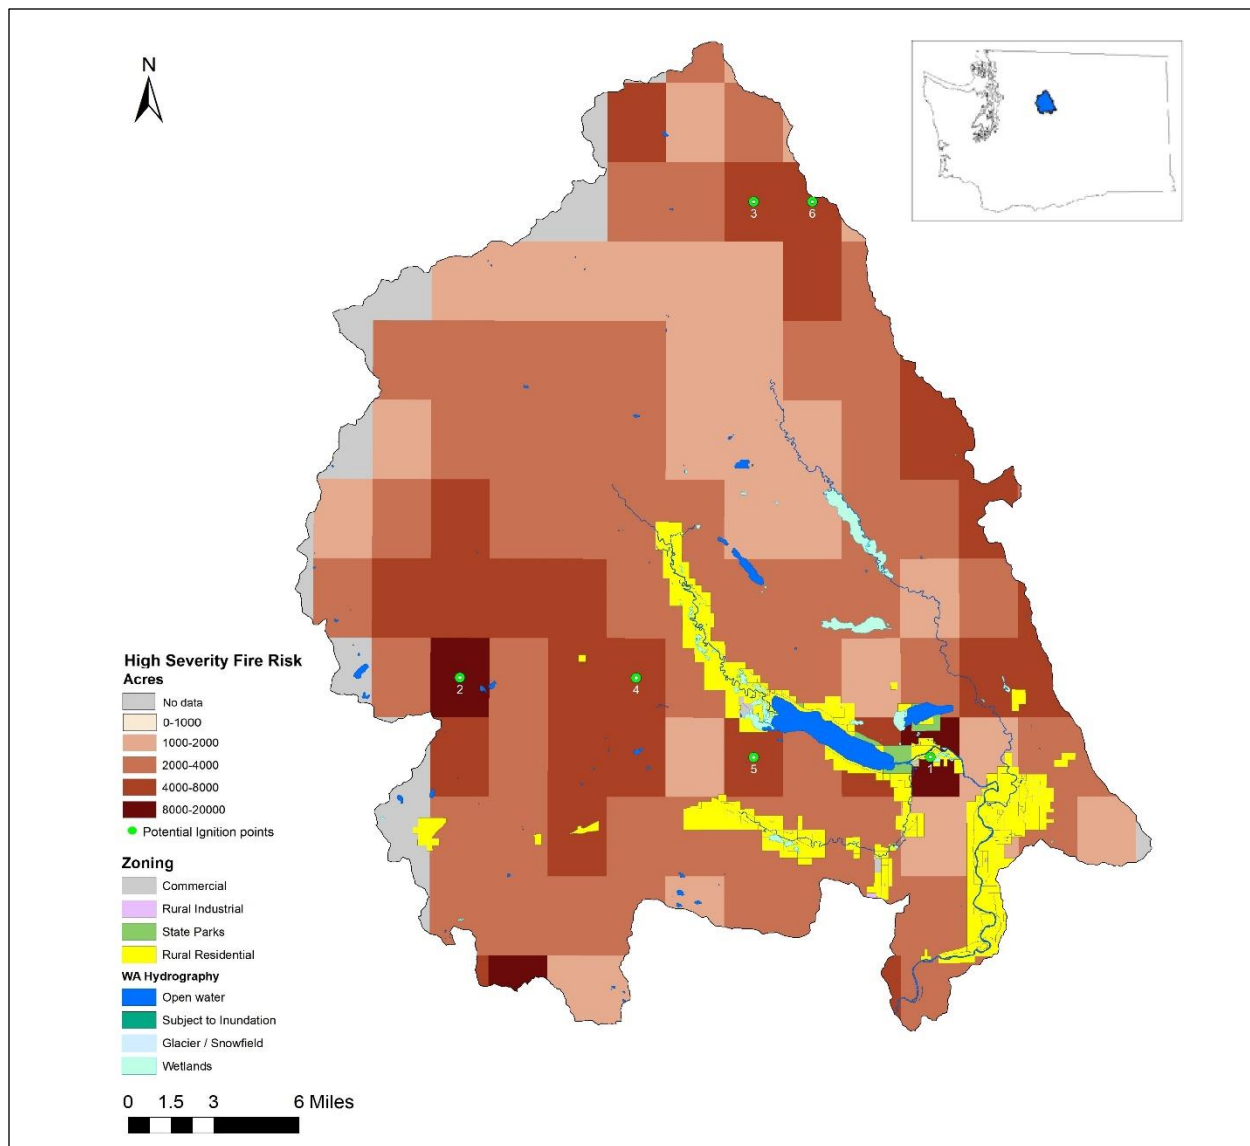 N
3
6
2
4
5
1
High Severity Fire Risk
Acres
No data
0-1000
1000-2000
2000-4000
4000-8000
8000-20000
Potential Ignition points
Zoning
Commercial
Rural Industrial
State Parks
Rural Residential
WA Hydrography
Open water
Subject to Inundation
Glacier / Snowfield
Wetlands
0 1.5 3 6 Miles